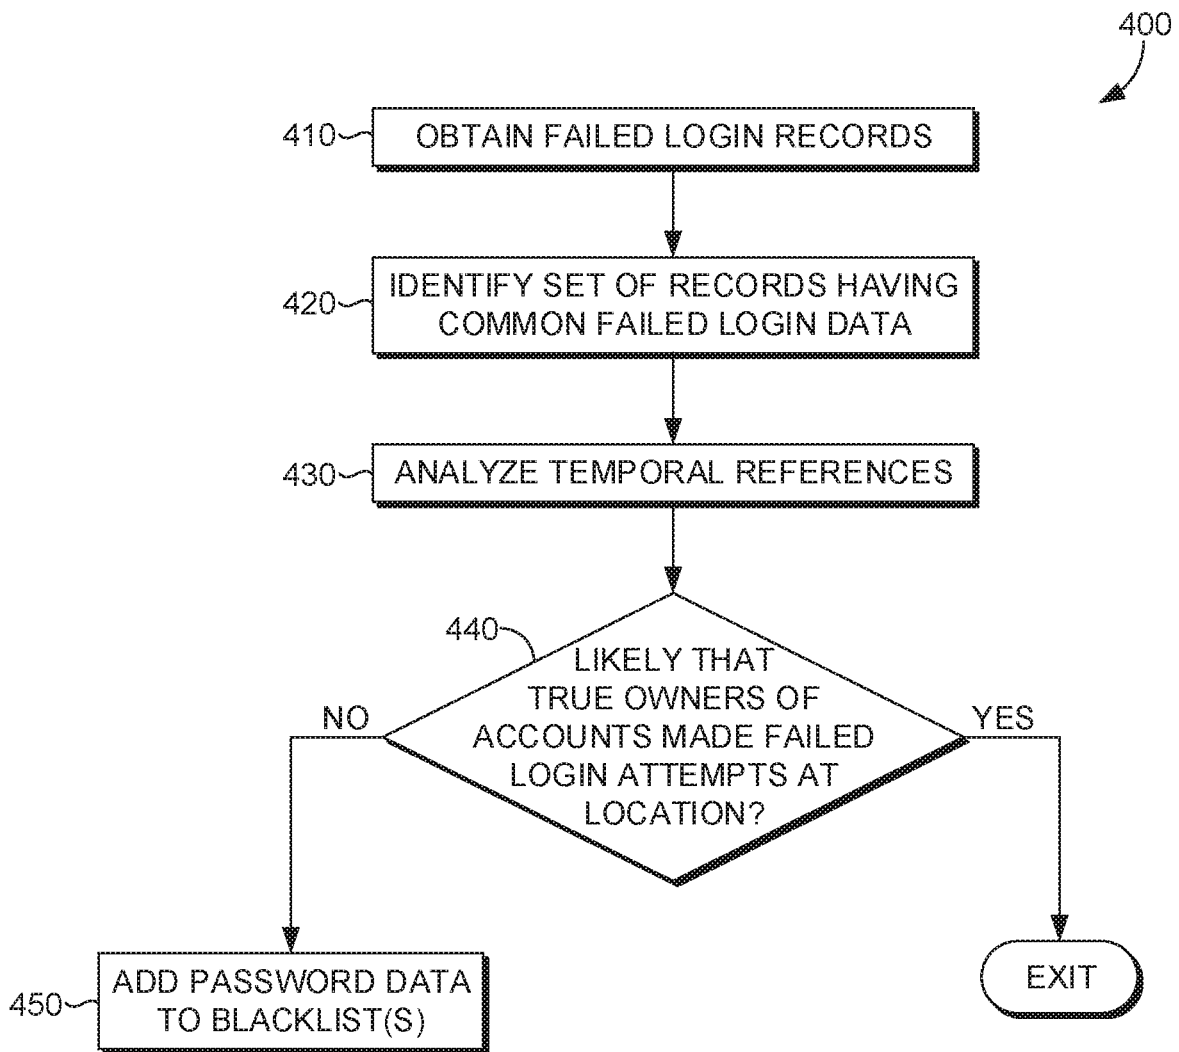 400
410
OBTAIN FAILED LOGIN RECORDS
420
IDENTIFY SET OF RECORDS HAVING
COMMON FAILED LOGIN DATA
430
ANALYZE TEMPORAL REFERENCES
440
LIKELY THAT
TRUE OWNERS OF
ACCOUNTS MADE FAILED
LOGIN ATTEMPTS AT
LOCATION?
NO
YES
450
ADD PASSWORD DATA
TO BLACKLIST(S)
EXIT